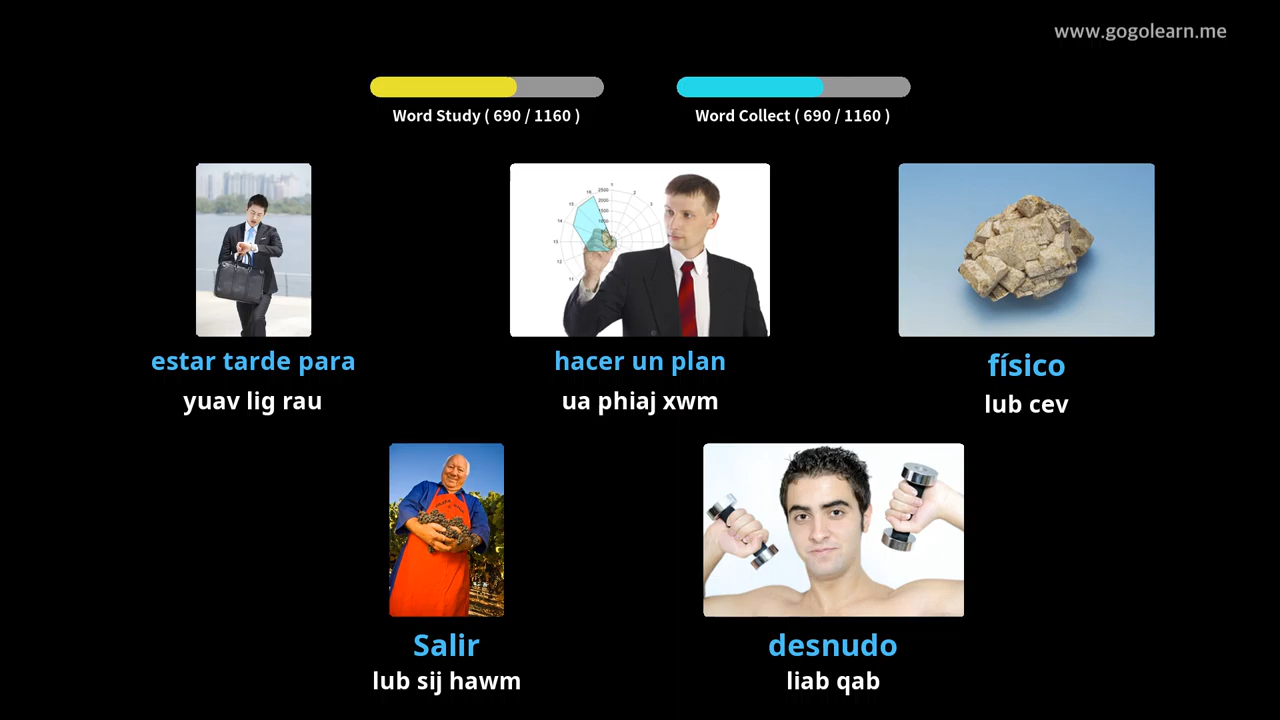 www.gogolearn.me
Word Study ( 690 / 1160 )
Word Collect ( 690 / 1160 )
estar tarde para
yuav lig rau
hacer un plan
ua phiaj xwm
físico
lub cev
Salir
lub sij hawm
desnudo
liab qab